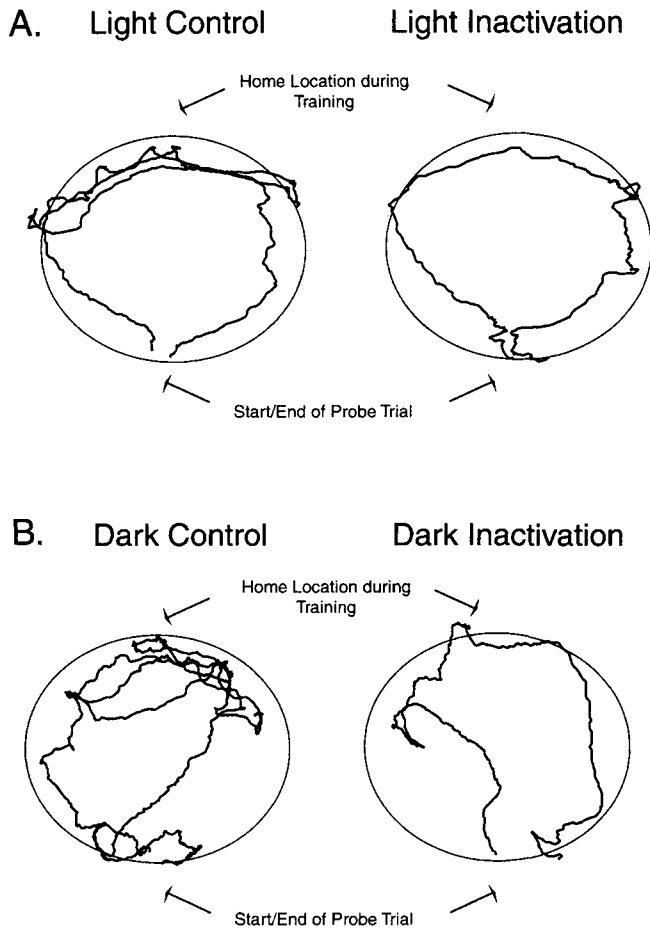 A. Light Control Light Inactivation
Home Location during
Training
Start/End of Probe Trial
B. Dark Control Dark Inactivation
Home Location during
Training
Start/End of Probe Trial